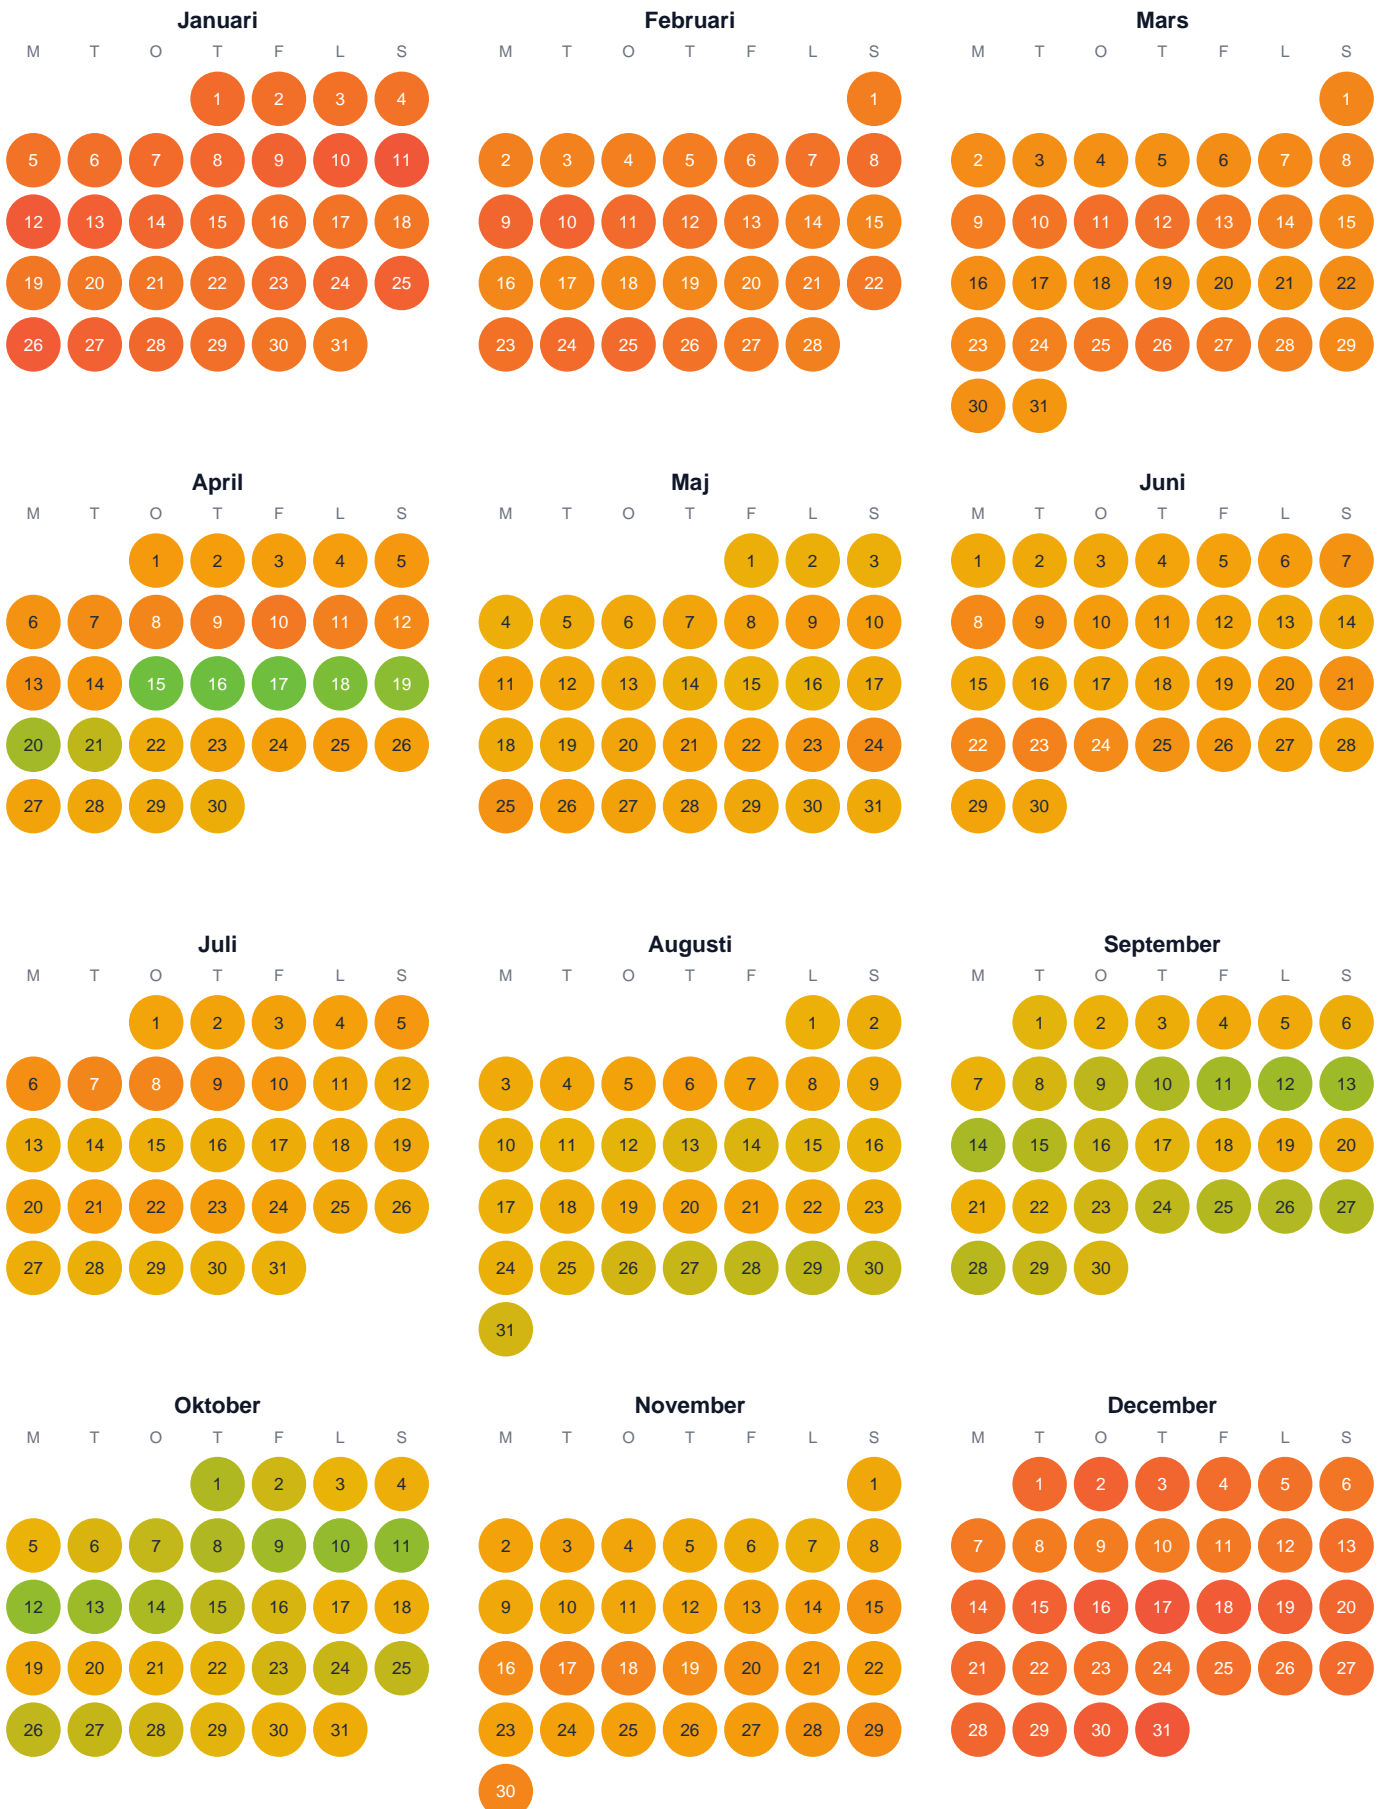 Januari Februari Mars
M T O T F L S M T O T F L S M T O T F L S
1 2 3 4 1 1
5 6 7 8 9 10 11 2 3 4 5 6 7 8 2 3 4 5 6 7 8
12 13 14 15 16 17 18 9 10 11 12 13 14 15 9 10 11 12 13 14 15
19 20 21 22 23 24 25 16 17 18 19 20 21 22 16 17 18 19 20 21 22
26 27 28 29 30 31 23 24 25 26 27 28 23 24 25 26 27 28 29
30 31
April Maj Juni
M T O T F L S M T O T F L S M T O T F L S
1 2 3 4 5 1 2 3 1 2 3 4 5 6 7
6 7 8 9 10 11 12 4 5 6 7 8 9 10 8 9 10 11 12 13 14
13 14 15 16 17 18 19 11 12 13 14 15 16 17 15 16 17 18 19 20 21
20 21 22 23 24 25 26 18 19 20 21 22 23 24 22 23 24 25 26 27 28
27 28 29 30 25 26 27 28 29 30 31 29 30
Juli Augusti September
M T O T F L S M T O T F L S M T O T F L S
1 2 3 4 5 1 2 1 2 3 4 5 6
6 7 8 9 10 11 12 3 4 5 6 7 8 9 7 8 9 10 11 12 13
13 14 15 16 17 18 19 10 11 12 13 14 15 16 14 15 16 17 18 19 20
20 21 22 23 24 25 26 17 18 19 20 21 22 23 21 22 23 24 25 26 27
27 28 29 30 31 24 25 26 27 28 29 30 28 29 30
31
Oktober November December
M T O T F L S M T O T F L S M T O T F L S
1 2 3 4 1 1 2 3 4 5 6
5 6 7 8 9 10 11 2 3 4 5 6 7 8 7 8 9 10 11 12 13
12 13 14 15 16 17 18 9 10 11 12 13 14 15 14 15 16 17 18 19 20
19 20 21 22 23 24 25 16 17 18 19 20 21 22 21 22 23 24 25 26 27
26 27 28 29 30 31 23 24 25 26 27 28 29 28 29 30 31
30